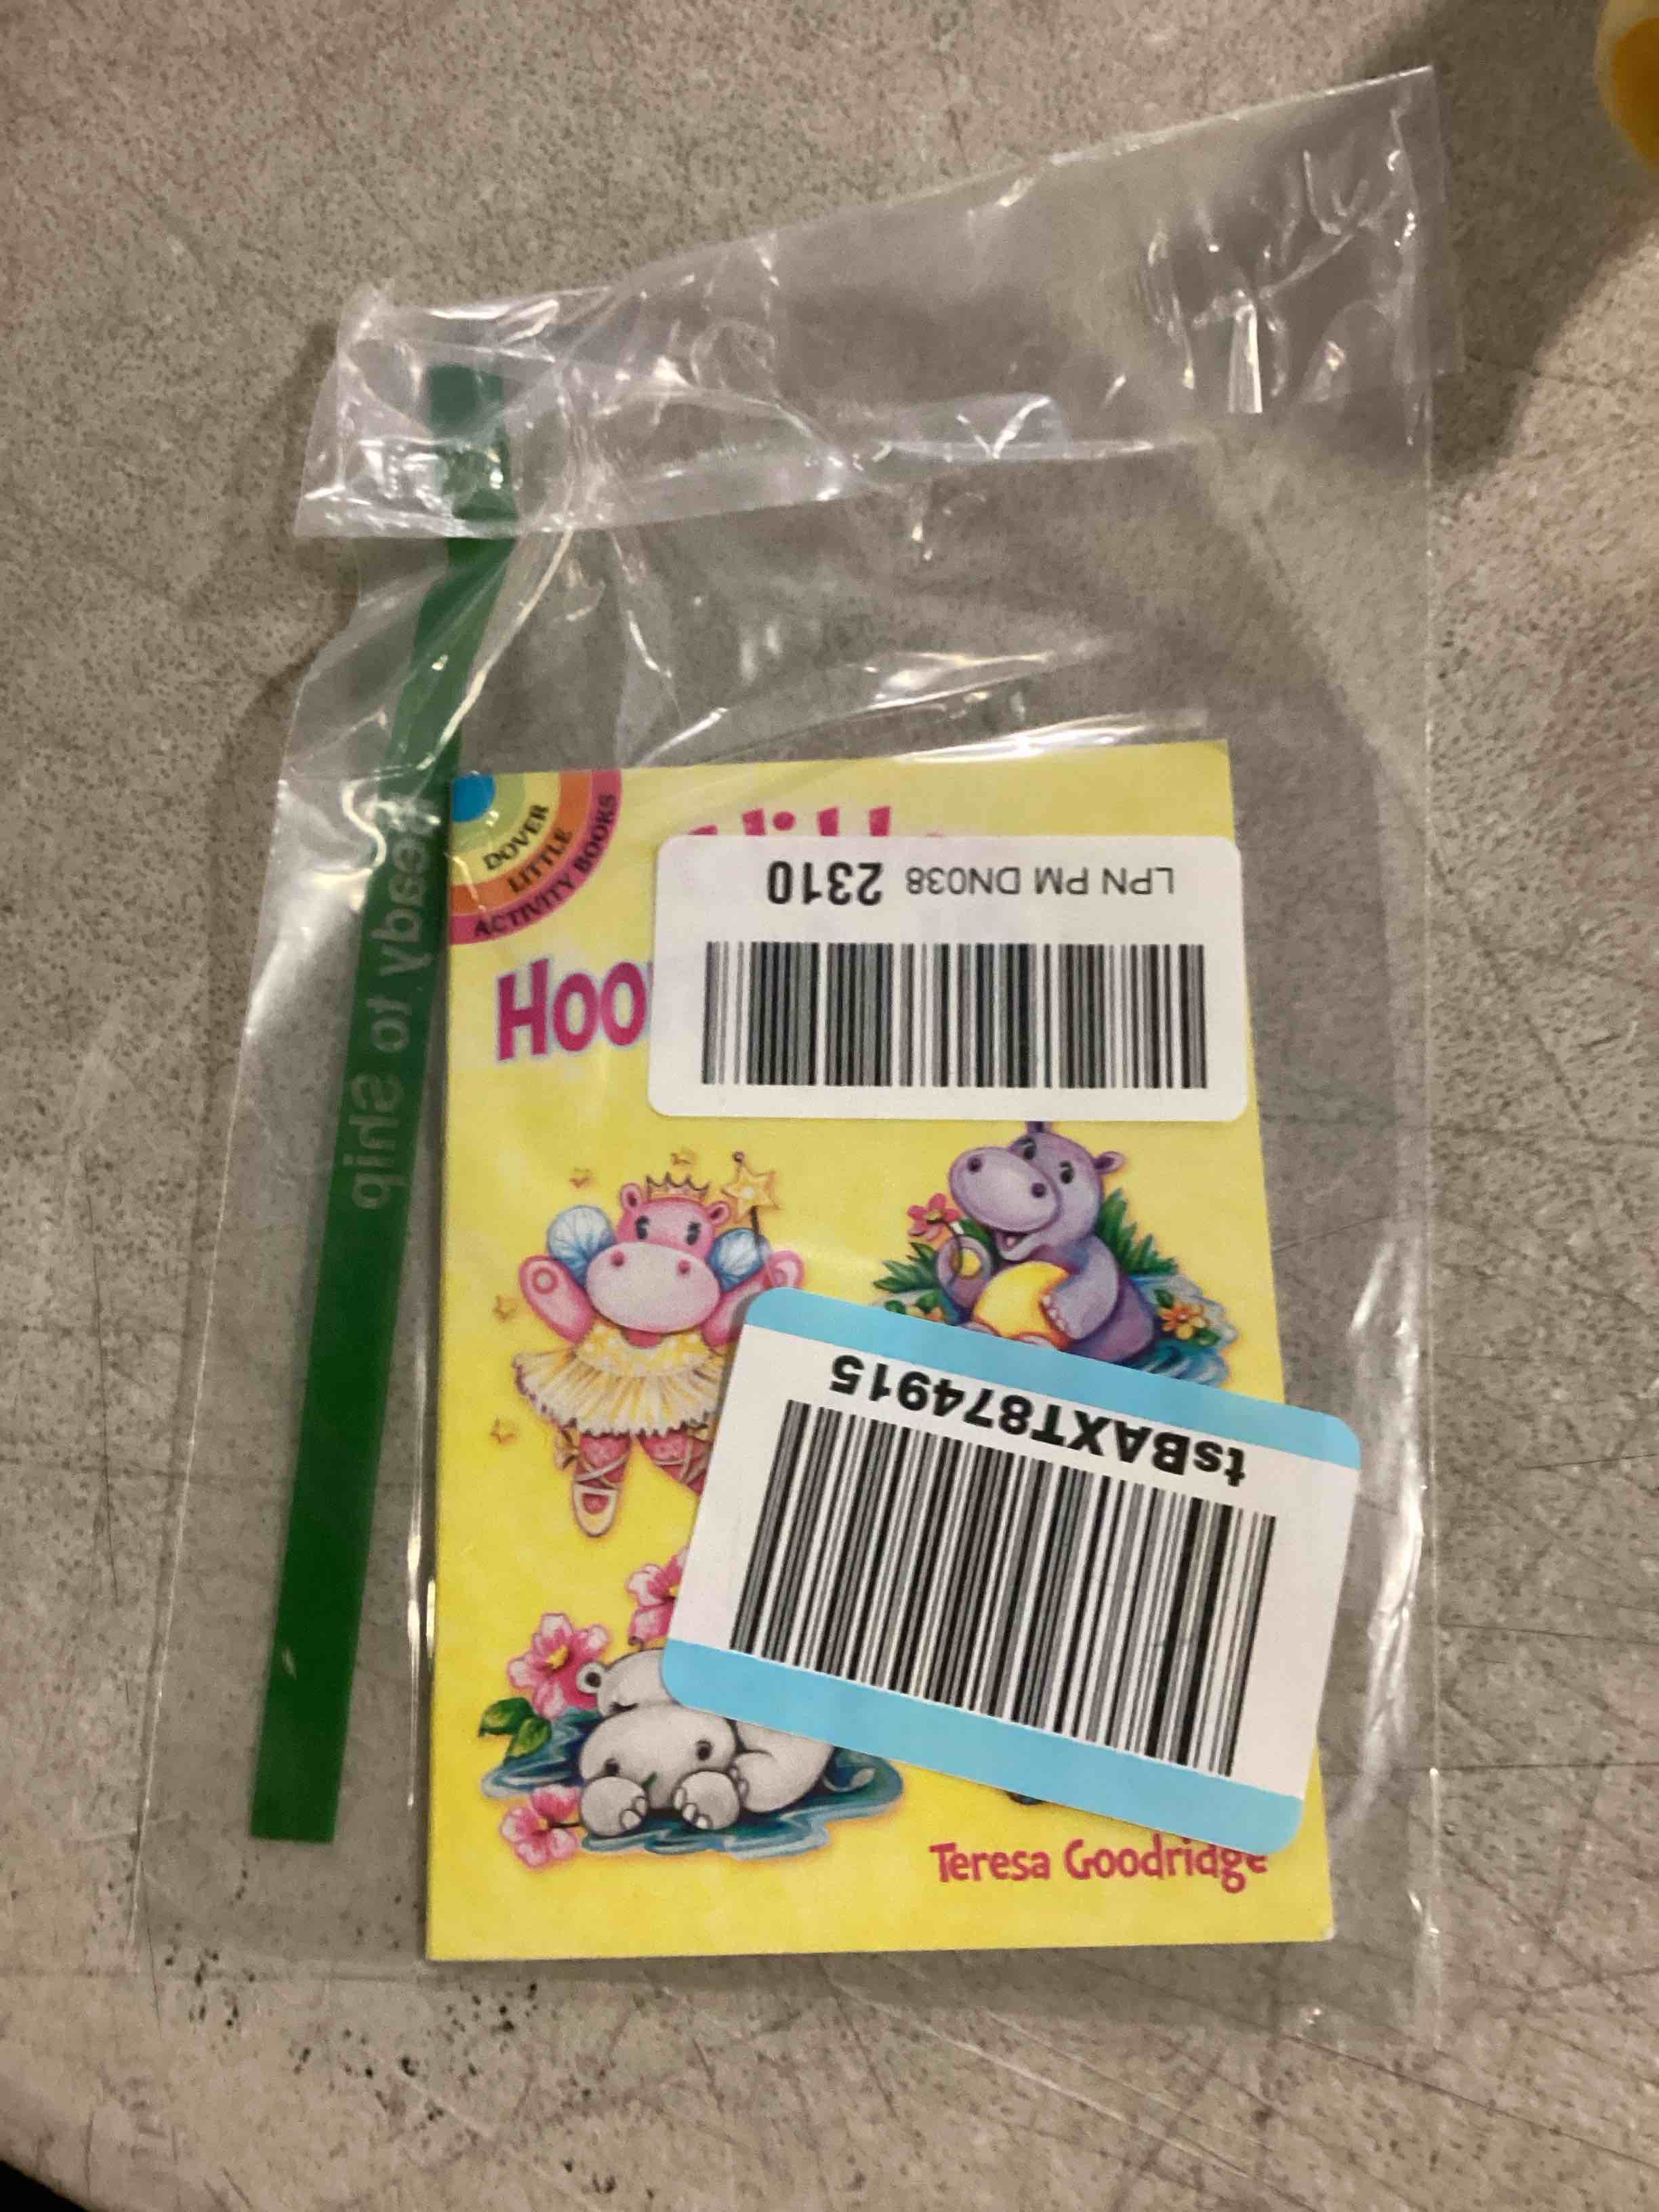 DOVER
LITTLE
ACTIVITY BOOKS
LPN PM DN038 2310
HOO
Ready to Ship
tsBAXT874915
Teresa Goodridge